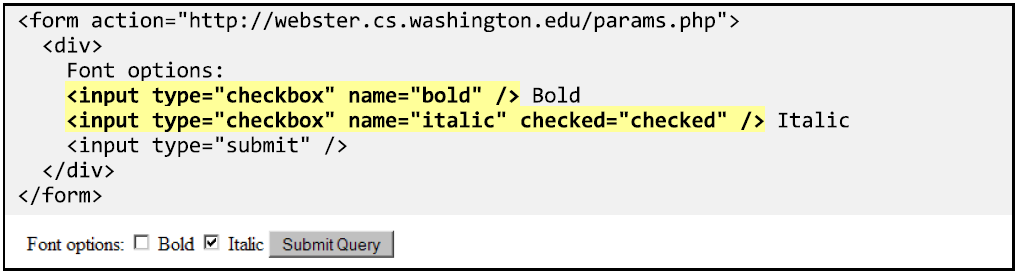 <form action="http://webster.cs.washington.edu/params.php">
<div>
Font options:
<input type="checkbox" name="bold" /> Bold
<input type="checkbox" name="italic" checked="checked" /> Italic
<input type="submit" />
</div>
</form>
Font options: Bold Italic Submit Query